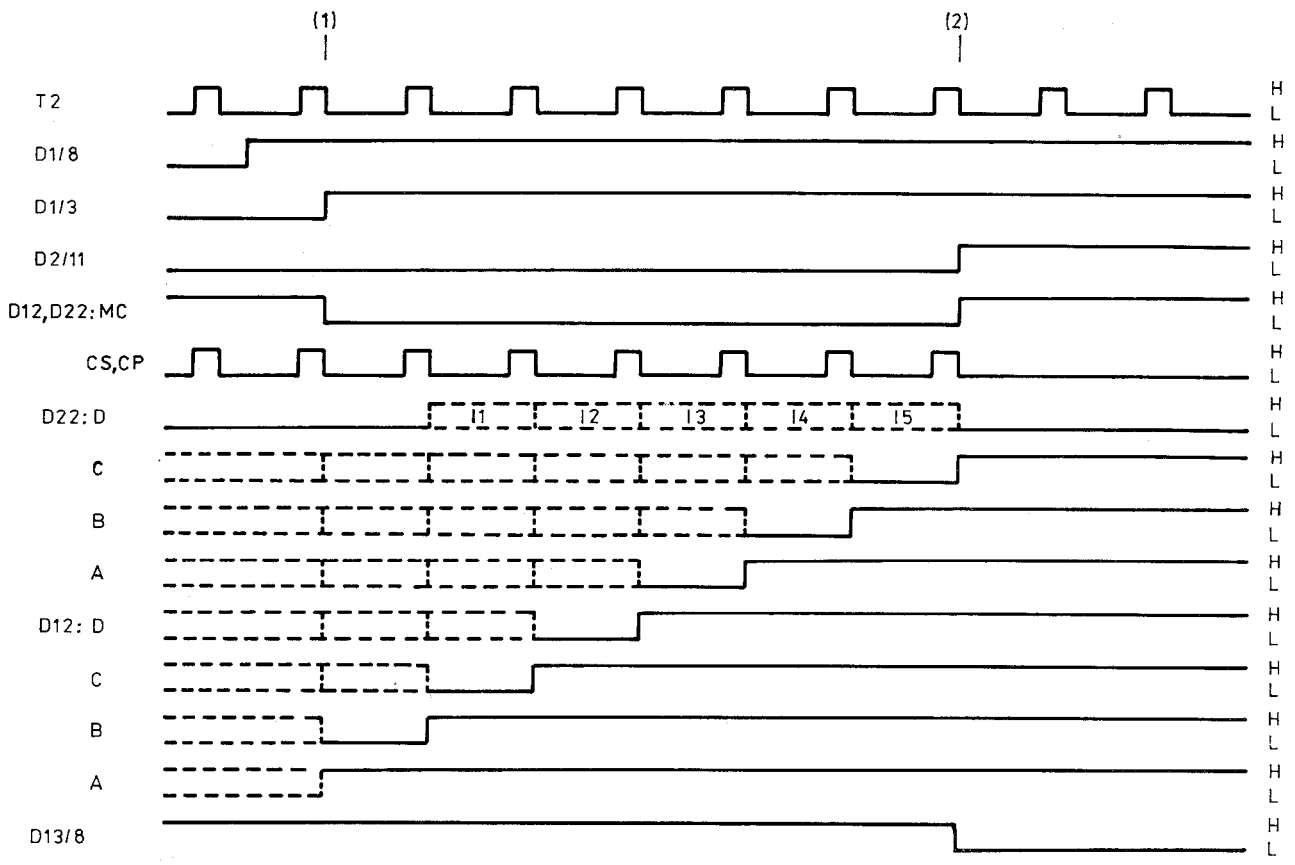 (1) (2)
T2 H
L
D1/8 H
L
D1/3 H
L
D2/11 H
L
D12,D22:MC H
L
CS,CP H
L
D22:D I1 I2 I3 I4 I5 H
L
C H
L
B H
L
A H
L
D12:D H
L
C H
L
B H
L
A H
L
D13/8 H
L